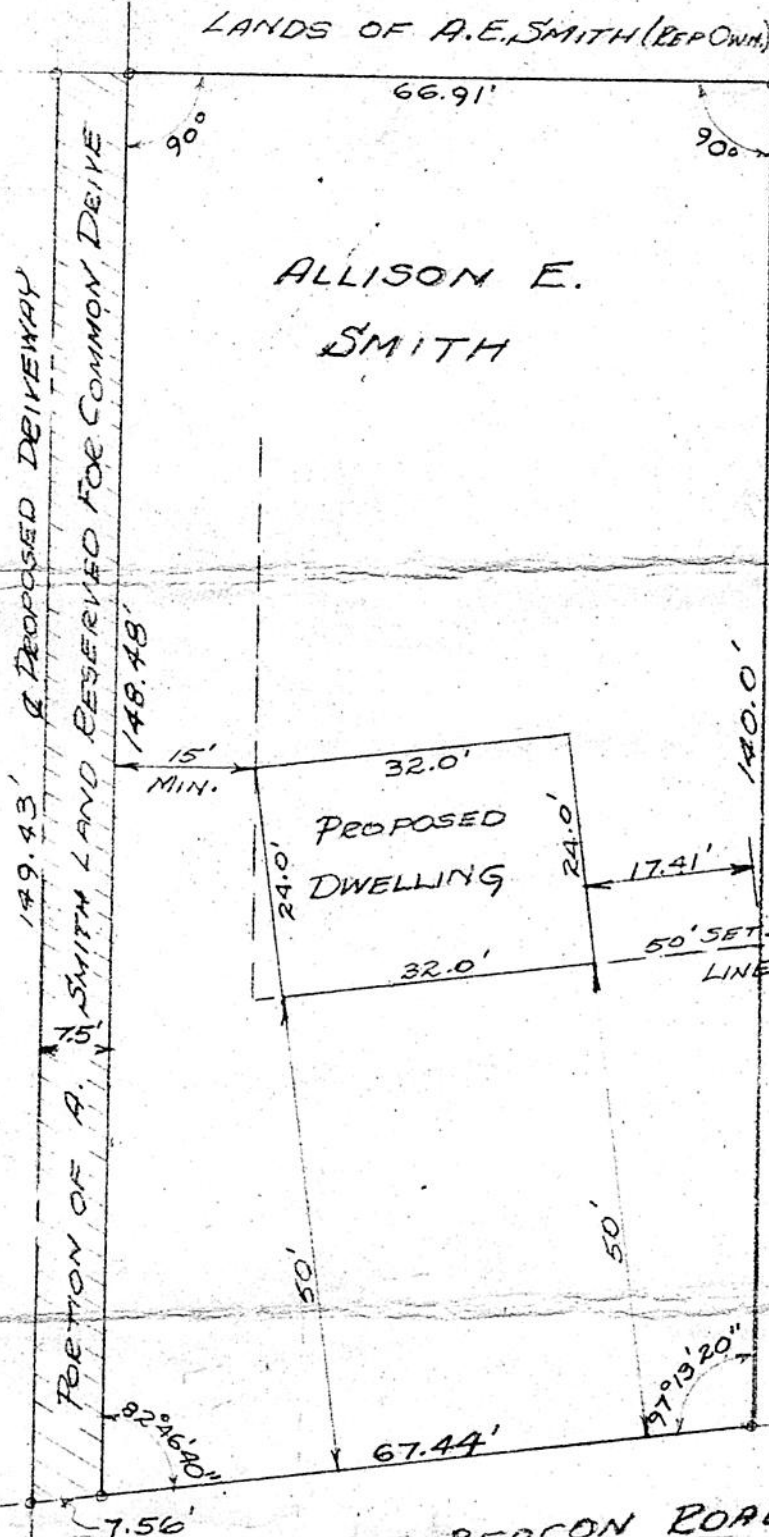 LANDS OF A.E. SMITH (REP OWN.)
66.91'
90°
90°
ALLISON E.
SMITH
℄ PROPOSED DRIVEWAY
149.43'
PORTION OF A. SMITH LAND RESERVED FOR COMMON DRIVE
148.48'
140.0'
15'
MIN.
32.0'
PROPOSED
DWELLING
24.0'
24.0'
17.41'
32.0'
50' SET
LINE
7.5'
50'
50'
82°46'40"
97°13'20"
67.44'
7.56'
BEACON ROAD